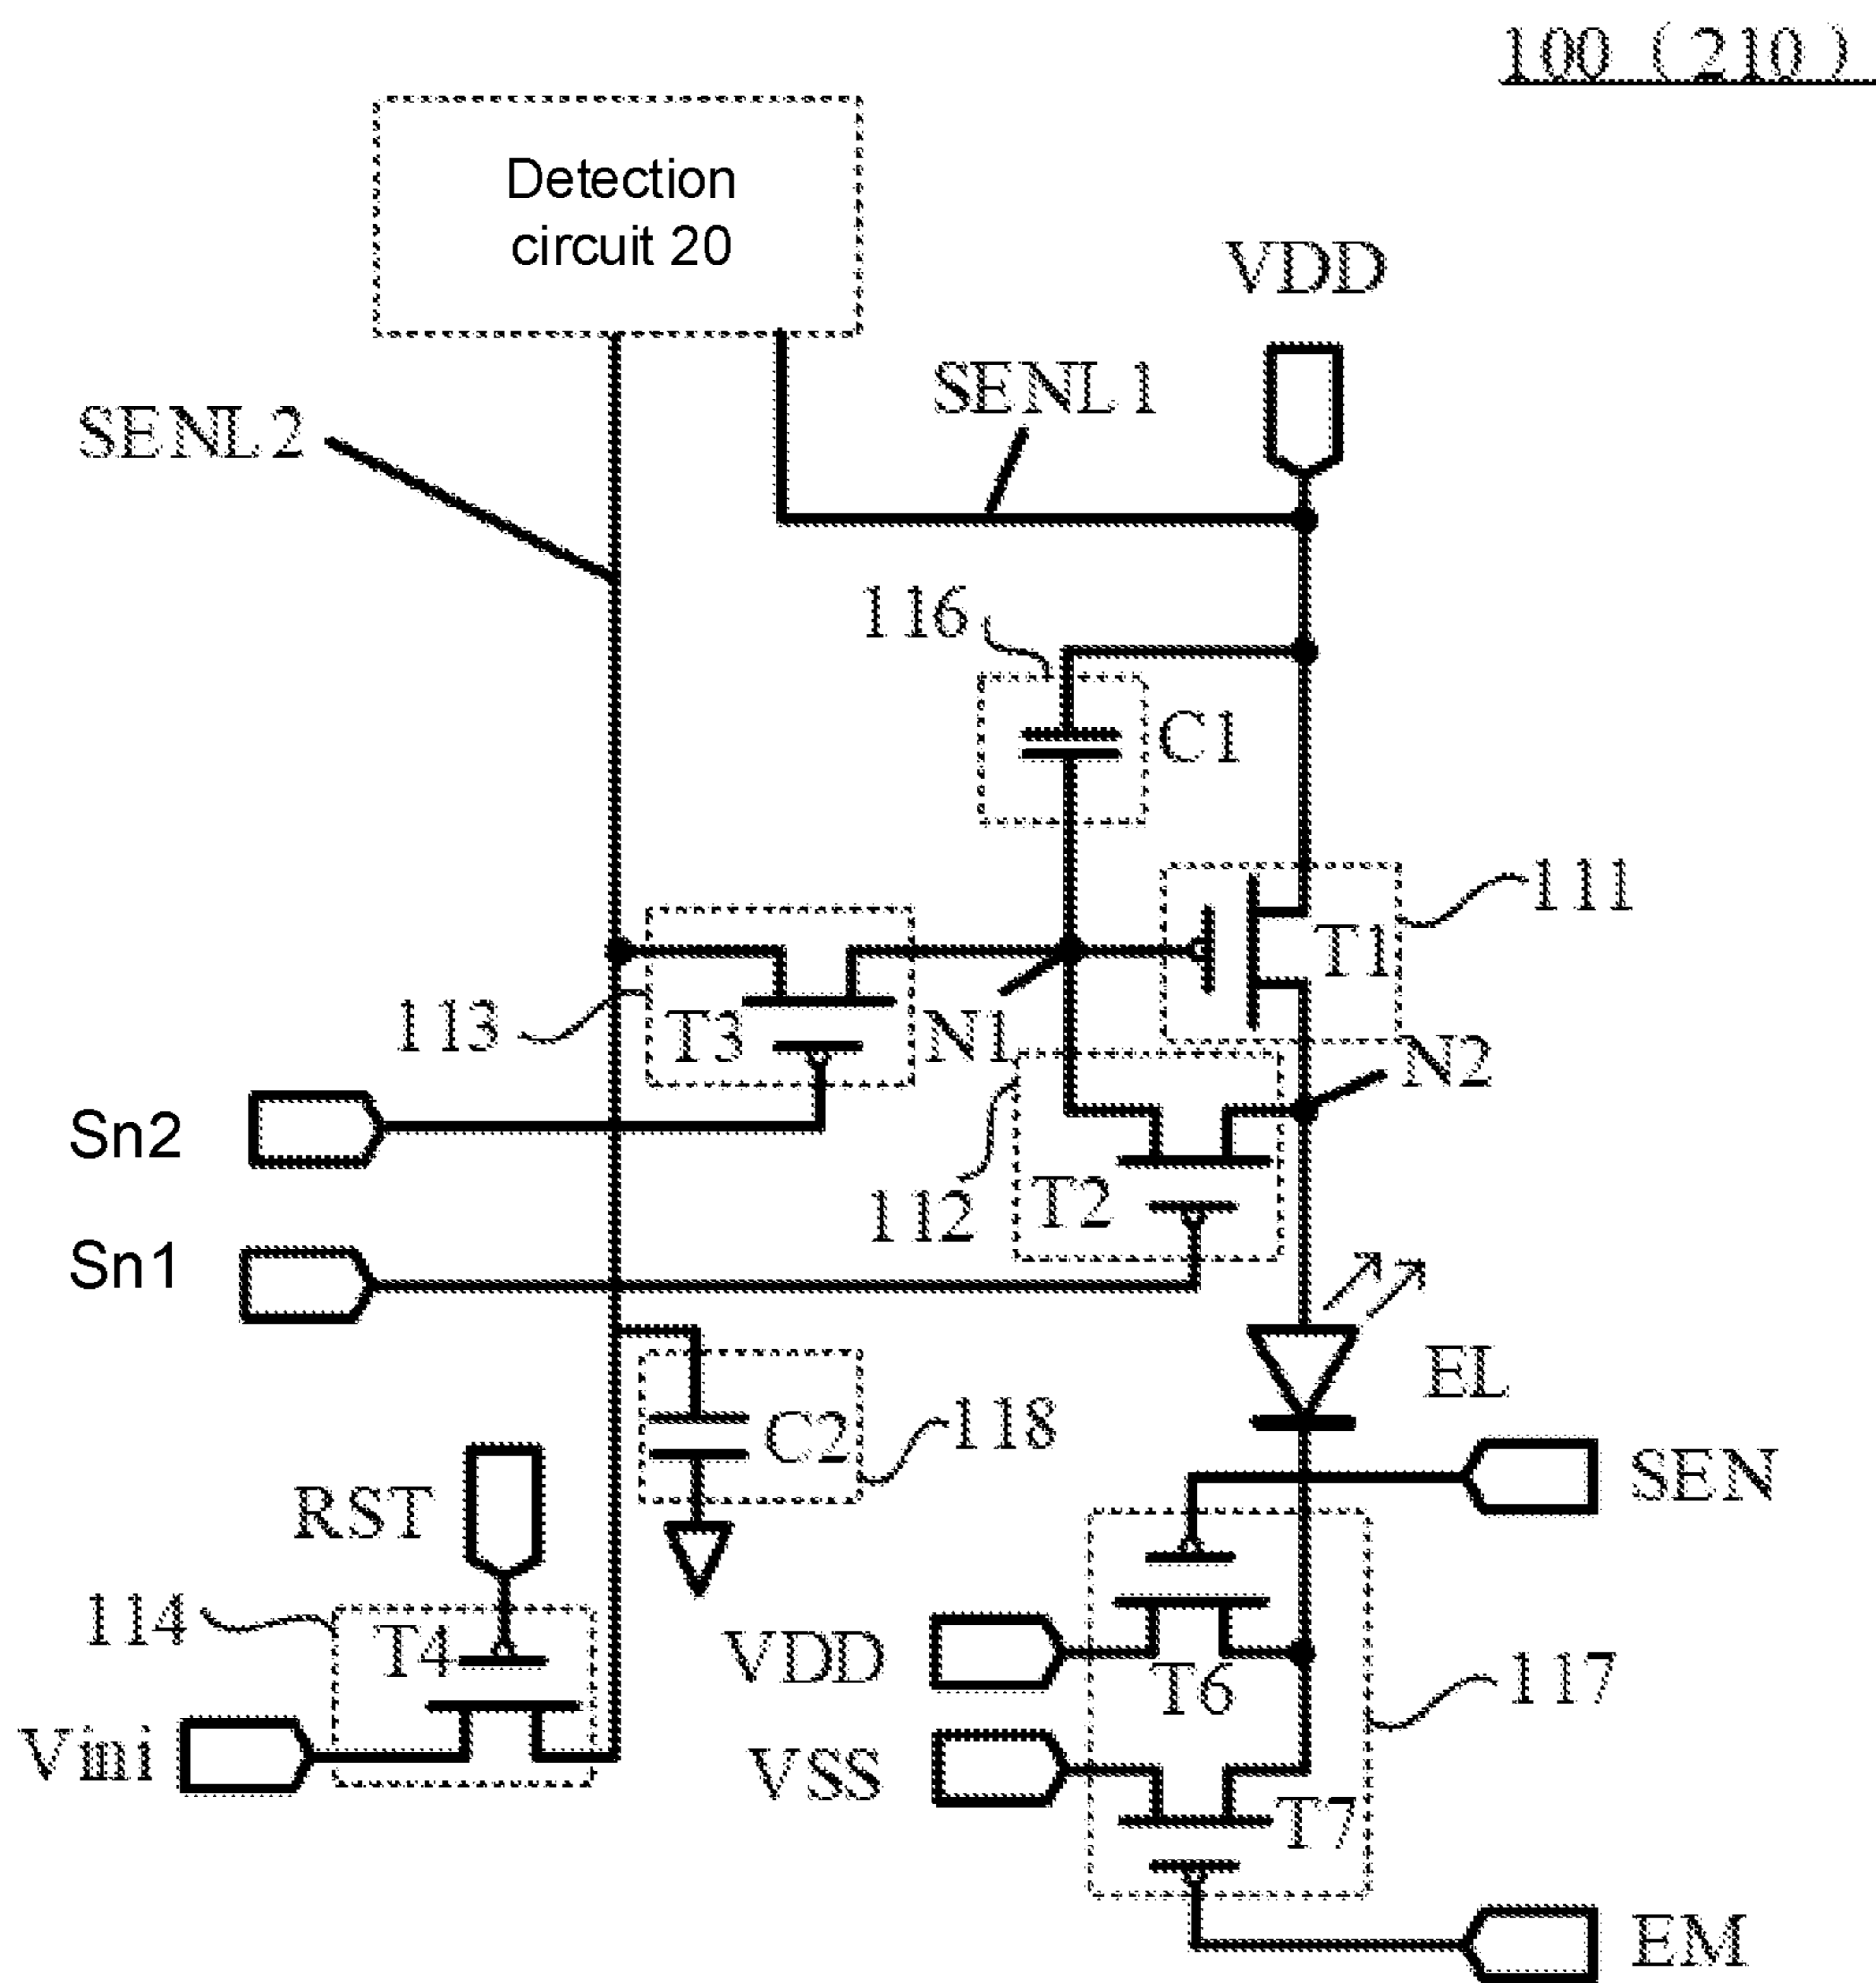 100 (210)
Detection
circuit 20
VDD
SENL1
SENL2
116
C1
111
T1
113
T3
N1
N2
Sn2
112
T2
Sn1
EL
C2
118
SEN
RST
114
T4
VDD
T6
117
Vini
VSS
T7
EM